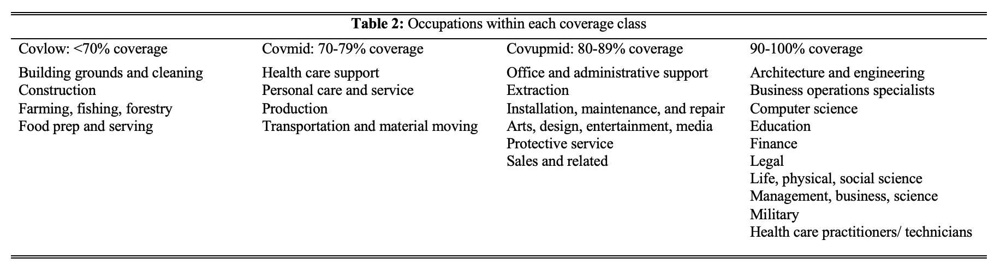 Table 2: Occupations within each coverage class
Covlow: <70% coverage
Building grounds and cleaning
Construction
Farming, fishing, forestry
Food prep and serving
Covmid: 70-79% coverage
Health care support
Personal care and service
Production
Transportation and material moving
Covupmid: 80-89% coverage
Office and administrative support
Extraction
Installation, maintenance, and repair
Arts, design, entertainment, media
Protective service
Sales and related
90-100% coverage
Architecture and engineering
Business operations specialists
Computer science
Education
Finance
Legal
Life, physical, social science
Management, business, science
Military
Health care practitioners/ technicians